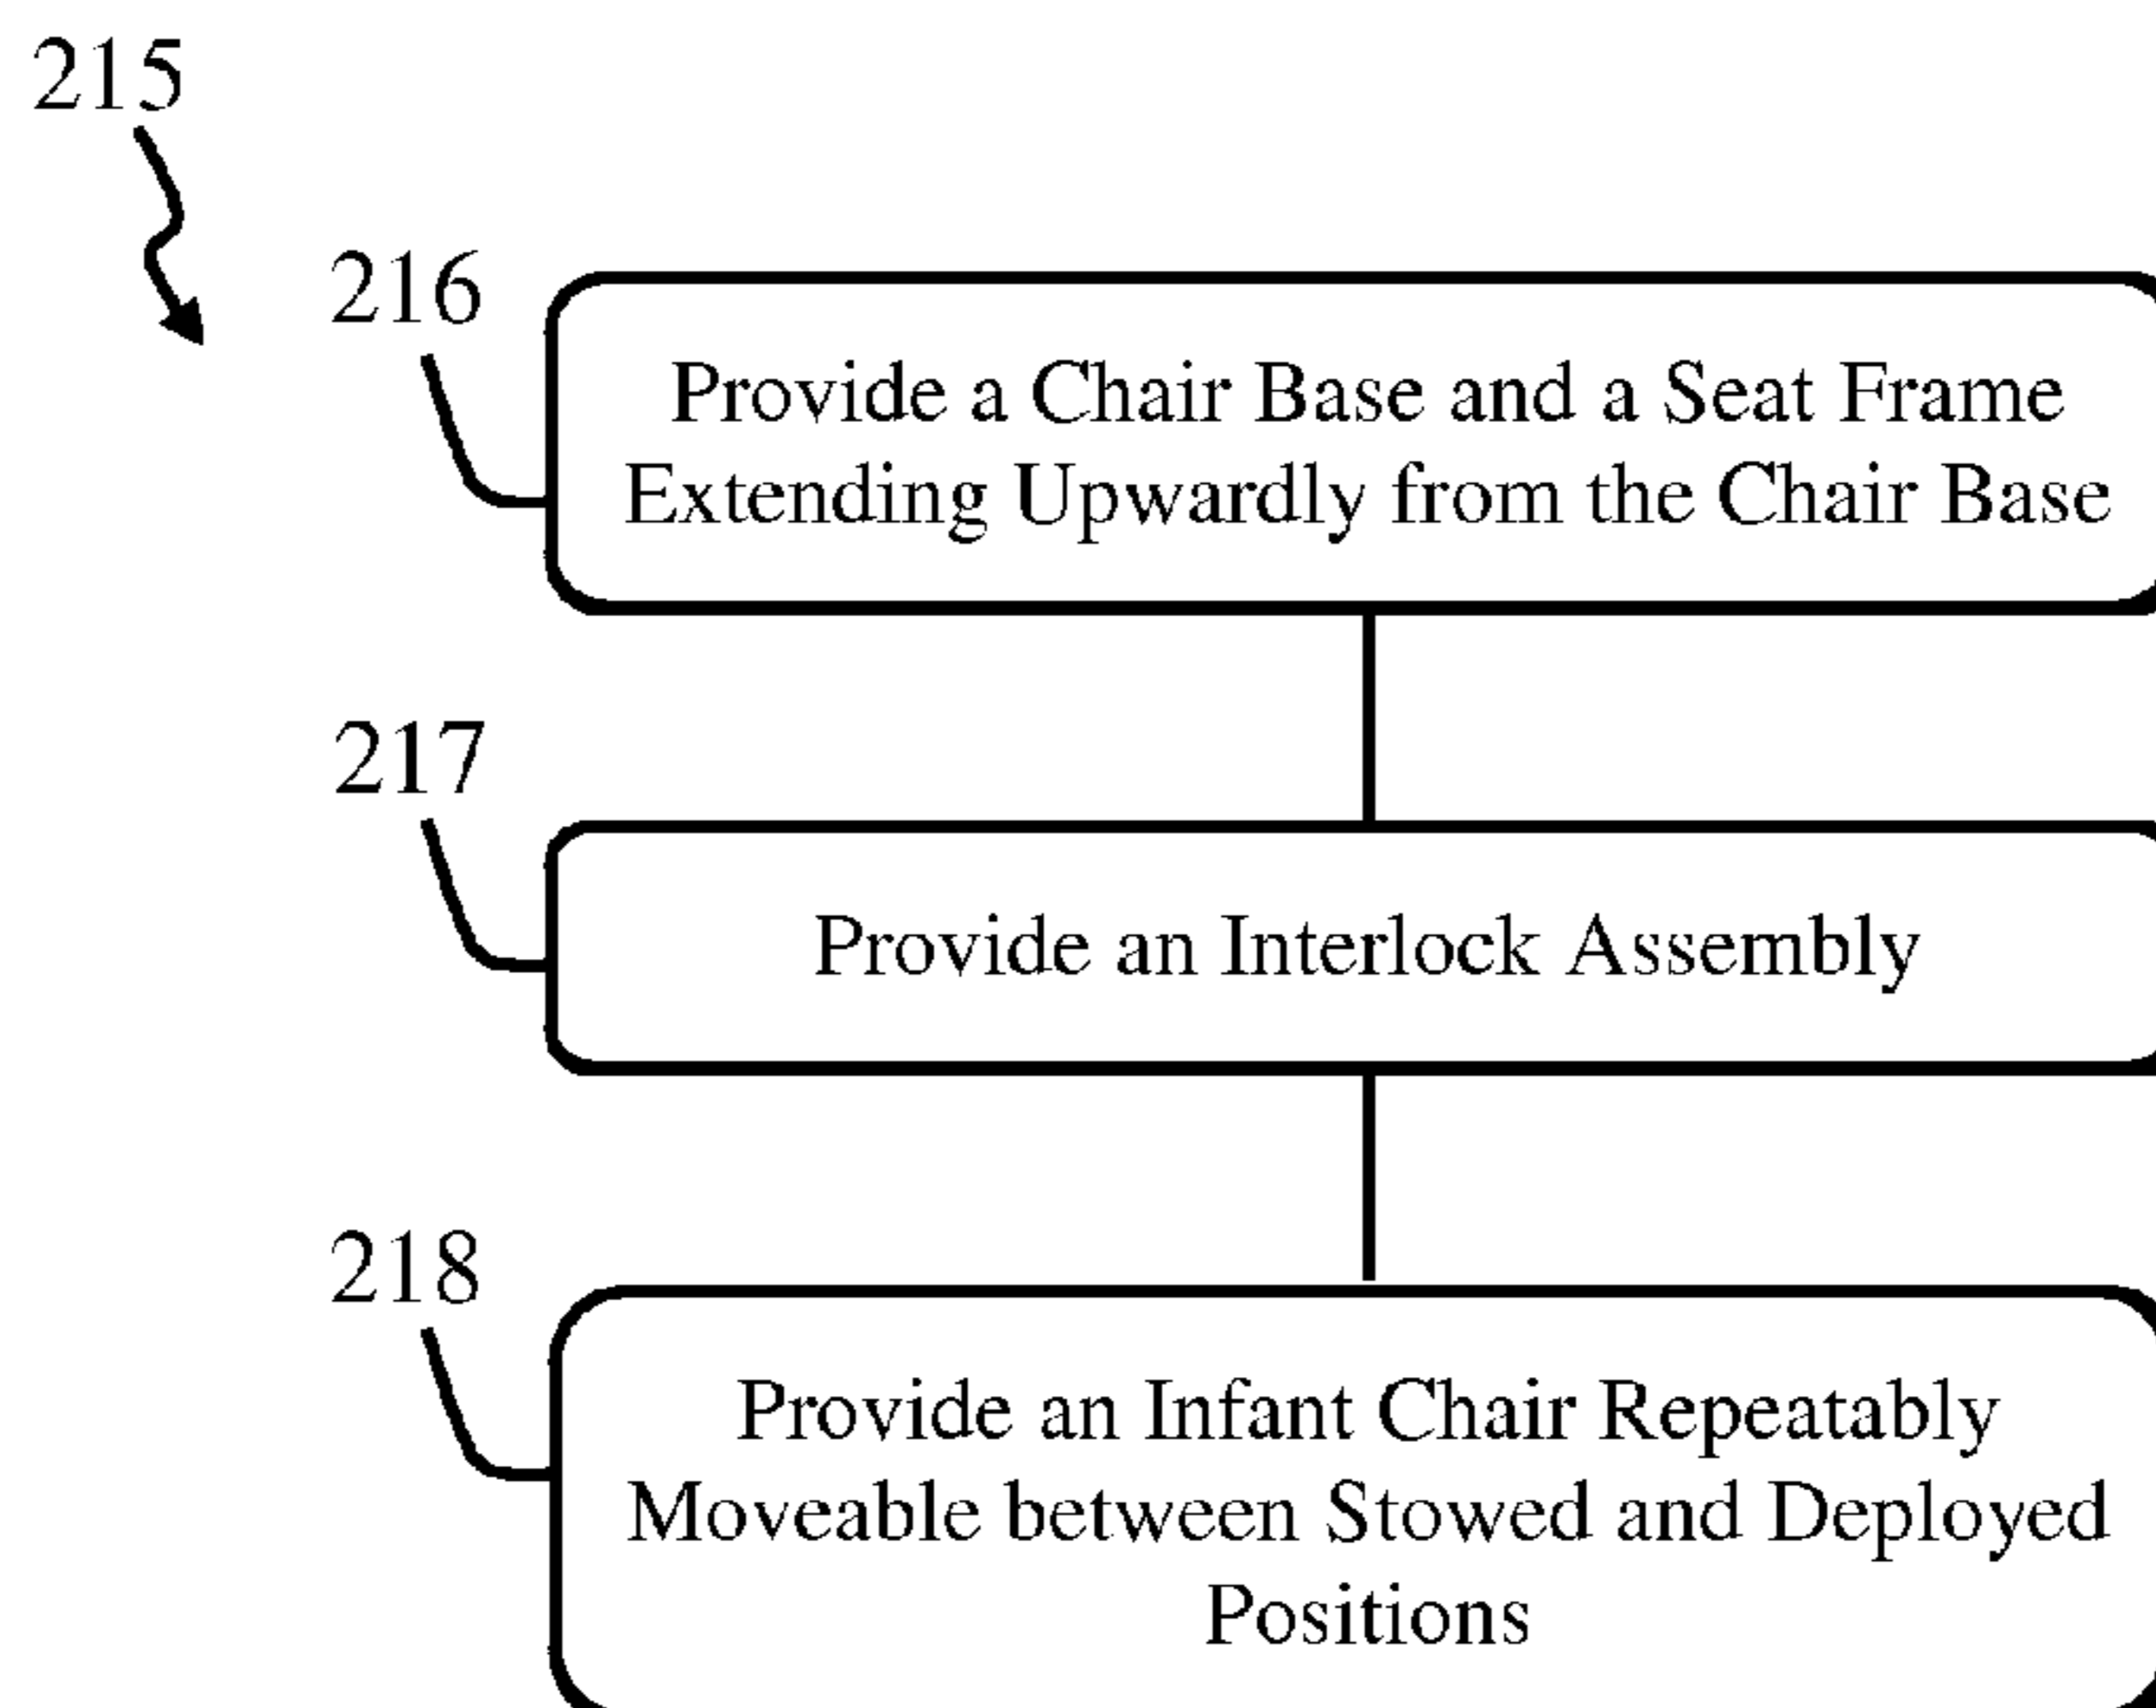 215
216
Provide a Chair Base and a Seat Frame
Extending Upwardly from the Chair Base
217
Provide an Interlock Assembly
218
Provide an Infant Chair Repeatably
Moveable between Stowed and Deployed
Positions